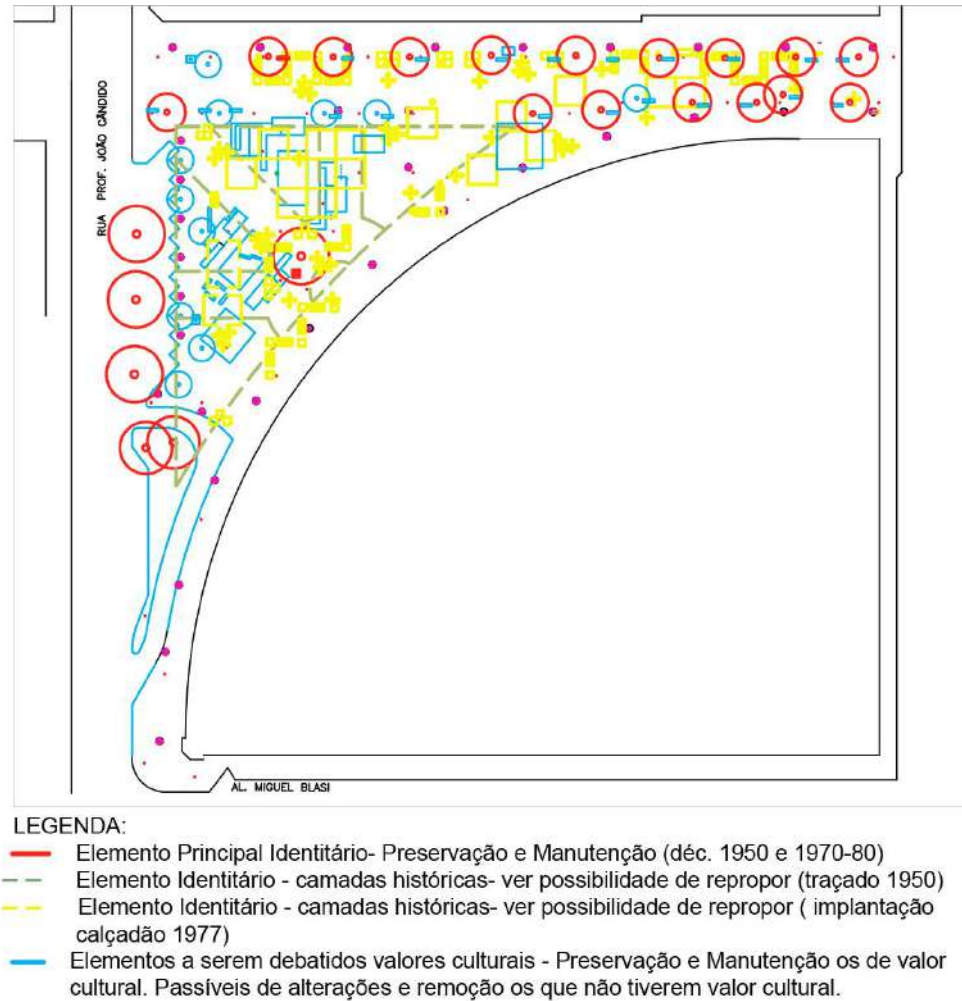 RUA PROF. JOÃO CÂNDIDO
AL. MIGUEL BLASI
LEGENDA:
Elemento Principal Identitário- Preservação e Manutenção (déc. 1950 e 1970-80)
Elemento Identitário - camadas históricas- ver possibilidade de repropor (traçado 1950)
Elemento Identitário - camadas históricas- ver possibilidade de repropor ( implantação
calçadão 1977)
Elementos a serem debatidos valores culturais - Preservação e Manutenção os de valor
cultural. Passíveis de alterações e remoção os que não tiverem valor cultural.